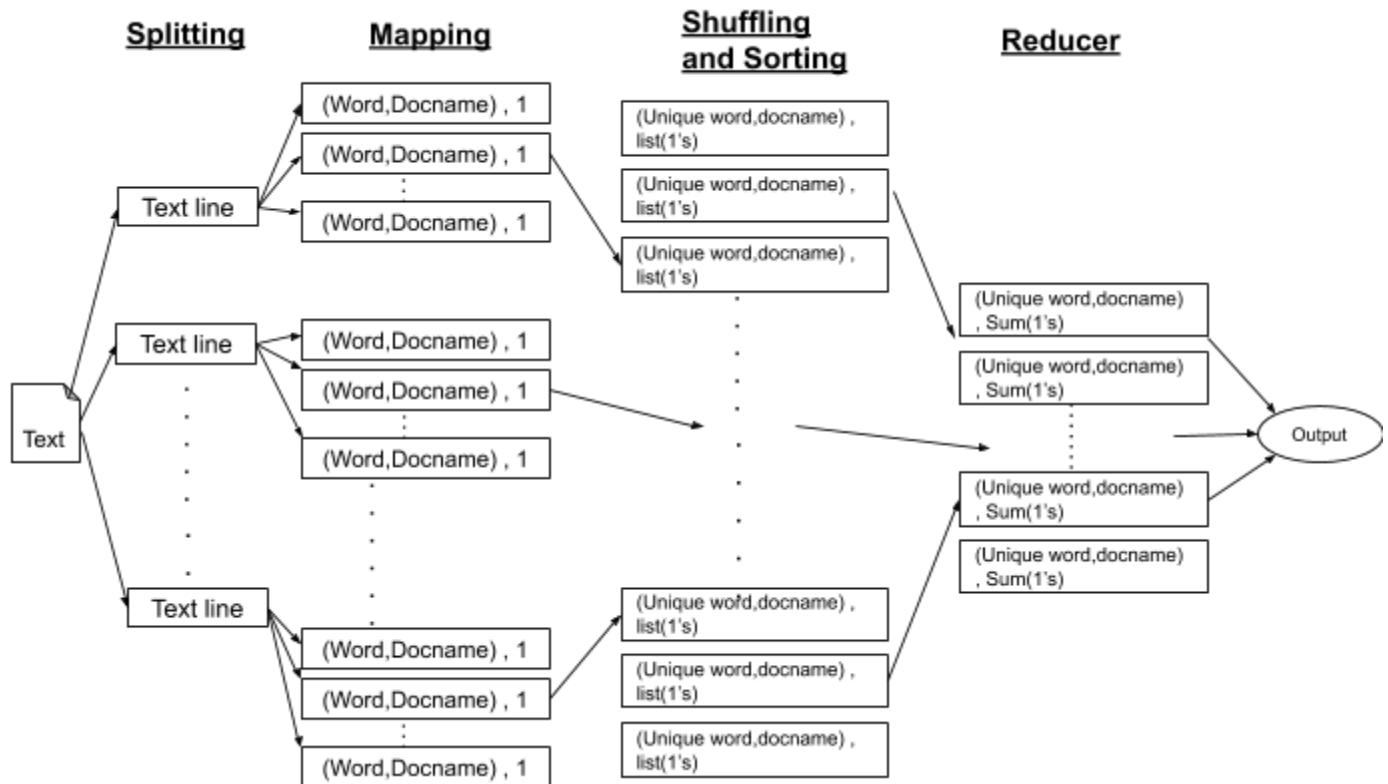 Splitting
Mapping
Shuffling
and Sorting
Reducer
Text
Text line
Text line
Text line
(Word,Docname) , 1
(Word,Docname) , 1
(Word,Docname) , 1
(Word,Docname) , 1
(Word,Docname) , 1
(Word,Docname) , 1
(Word,Docname) , 1
(Word,Docname) , 1
(Word,Docname) , 1
(Unique word,docname) ,
list(1's)
(Unique word,docname) ,
list(1's)
(Unique word,docname) ,
list(1's)
(Unique word,docname) ,
list(1's)
(Unique word,docname) ,
list(1's)
(Unique word,docname) ,
list(1's)
(Unique word,docname)
, Sum(1's)
(Unique word,docname)
, Sum(1's)
(Unique word,docname)
, Sum(1's)
(Unique word,docname)
, Sum(1's)
Output